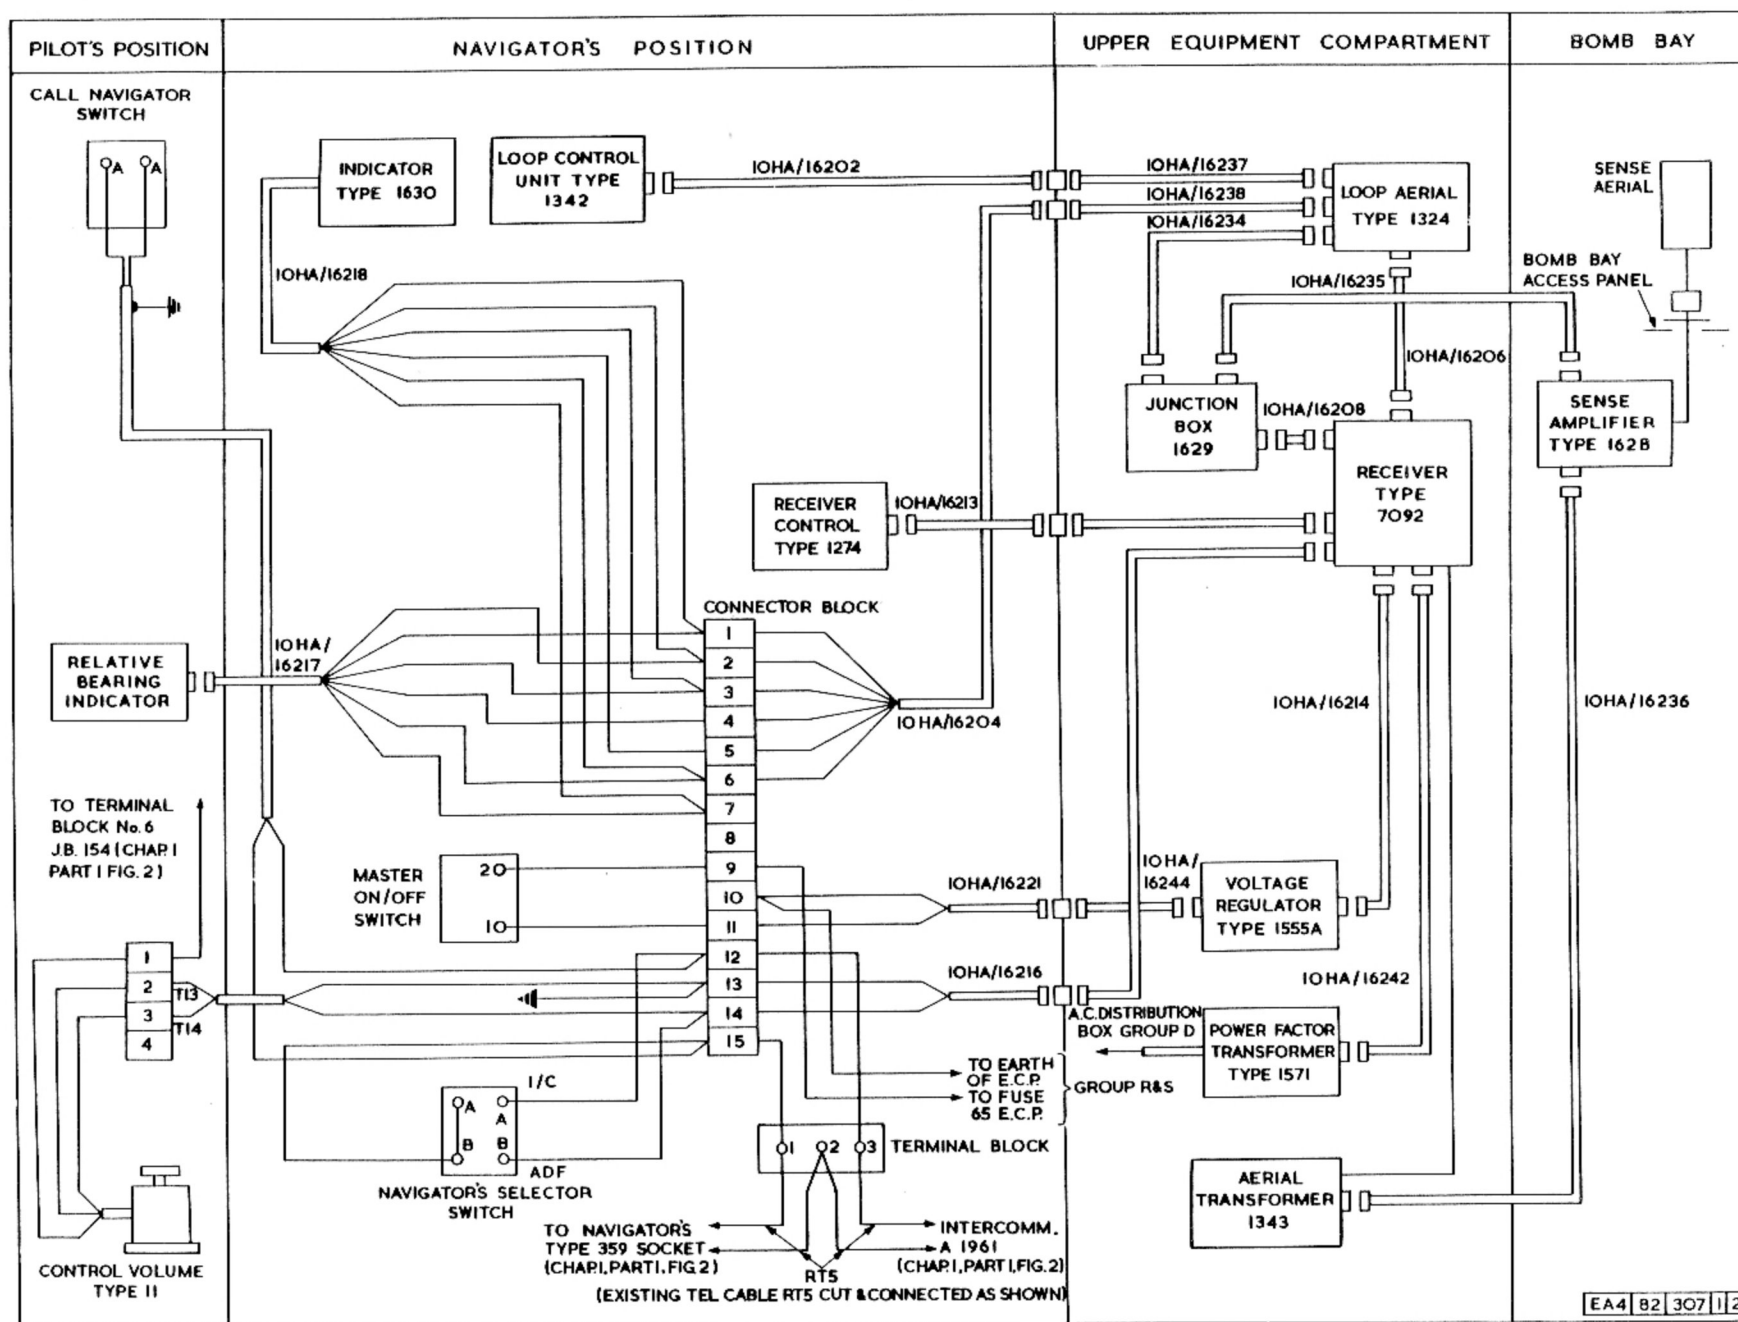 PILOT'S POSITION
NAVIGATOR'S POSITION
UPPER EQUIPMENT COMPARTMENT
BOMB BAY
CALL NAVIGATOR
SWITCH
A A
INDICATOR
TYPE 1630
LOOP CONTROL
UNIT TYPE
1342
IOHA/16202
IOHA/16237
IOHA/16238
IOHA/16234
LOOP AERIAL
TYPE 1324
SENSE
AERIAL
IOHA/16218
IOHA/16235
BOMB BAY
ACCESS PANEL
IOHA/16206
JUNCTION
BOX
1629
IOHA/16208
SENSE
AMPLIFIER
TYPE 1628
RECEIVER
TYPE
7092
RECEIVER
CONTROL
TYPE 1274
IOHA/16213
CONNECTOR BLOCK
1
2
3
4
5
6
7
8
9
10
11
12
13
14
15
RELATIVE
BEARING
INDICATOR
IOHA/
16217
IOHA/16204
IOHA/16214
IOHA/16236
TO TERMINAL
BLOCK No. 6
J.B. 154 (CHAP. 1
PART 1 FIG. 2)
MASTER
ON/OFF
SWITCH
2
1
IOHA/16221
IOHA/
16244
VOLTAGE
REGULATOR
TYPE 1555A
1
2
3
4
T13
T14
IOHA/16216
IOHA/16242
A.C. DISTRIBUTION
BOX GROUP D
POWER FACTOR
TRANSFORMER
TYPE 1571
TO EARTH
OF E.C.P.
TO FUSE
65 E.C.P.
GROUP R&S
I/C
A A
B B
ADF
NAVIGATOR'S SELECTOR
SWITCH
1 2 3
TERMINAL BLOCK
AERIAL
TRANSFORMER
1343
TO NAVIGATOR'S
TYPE 359 SOCKET
(CHAP.1, PART 1, FIG. 2)
RT5
INTERCOMM.
A 1961
(CHAP.1, PART 1, FIG. 2)
(EXISTING TEL CABLE RT5 CUT & CONNECTED AS SHOWN)
CONTROL VOLUME
TYPE 11
EA4 82 307 1 2